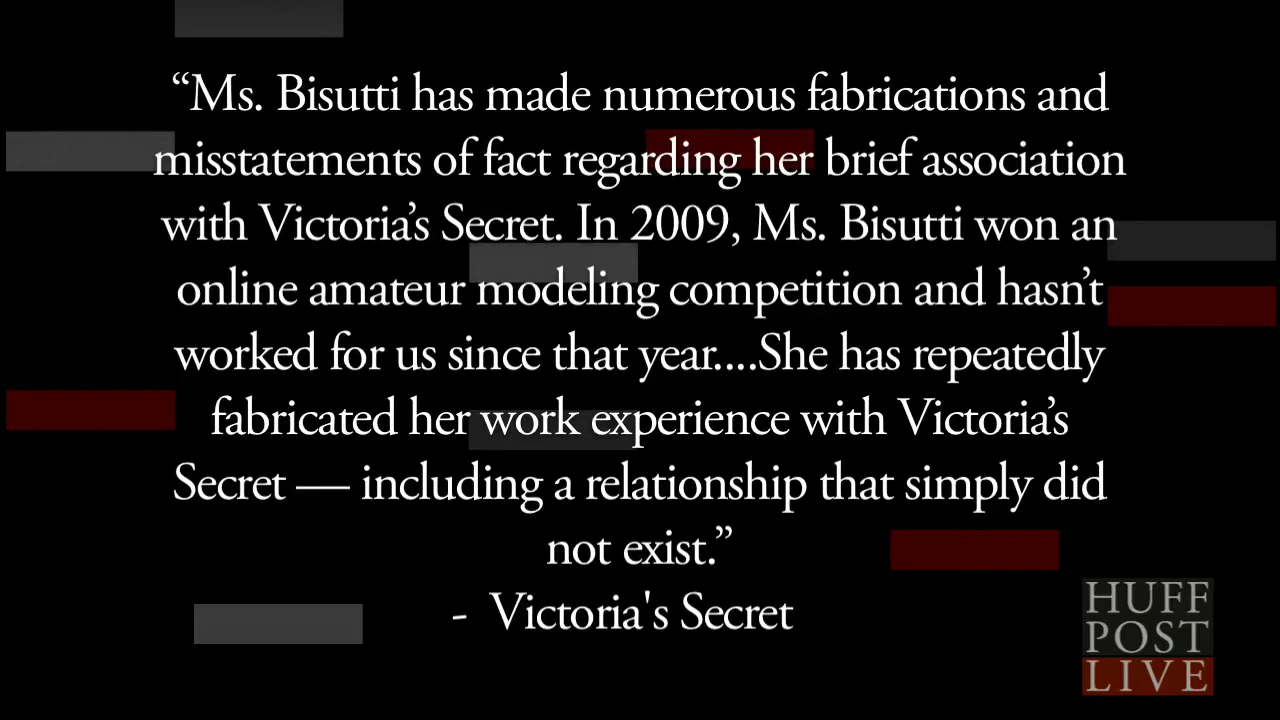 “Ms. Bisutti has made numerous fabrications and
misstatements of fact regarding her brief association
with Victoria’s Secret. In 2009, Ms. Bisutti won an
online amateur modeling competition and hasn’t
worked for us since that year....She has repeatedly
fabricated her work experience with Victoria’s
Secret — including a relationship that simply did
not exist.”
- Victoria's Secret
HUFF
POST
LIVE